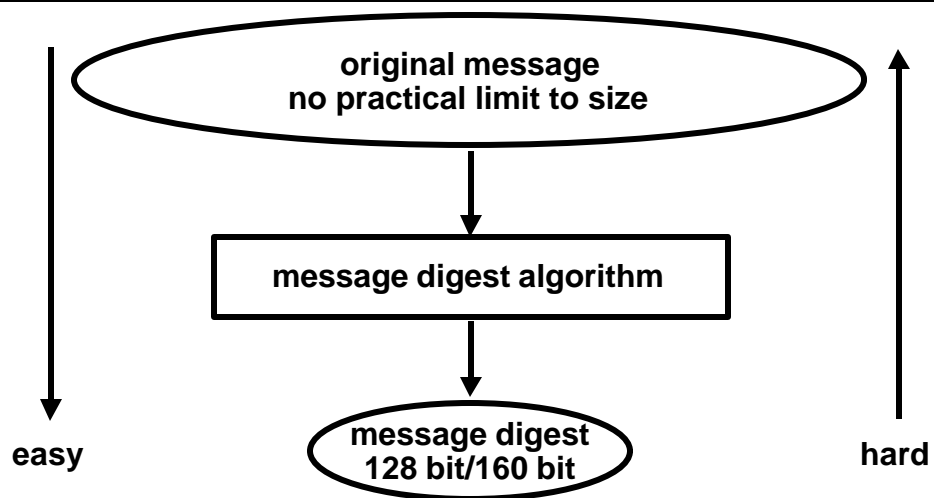 original message
no practical limit to size
message digest algorithm
message digest
128 bit/160 bit
easy
hard